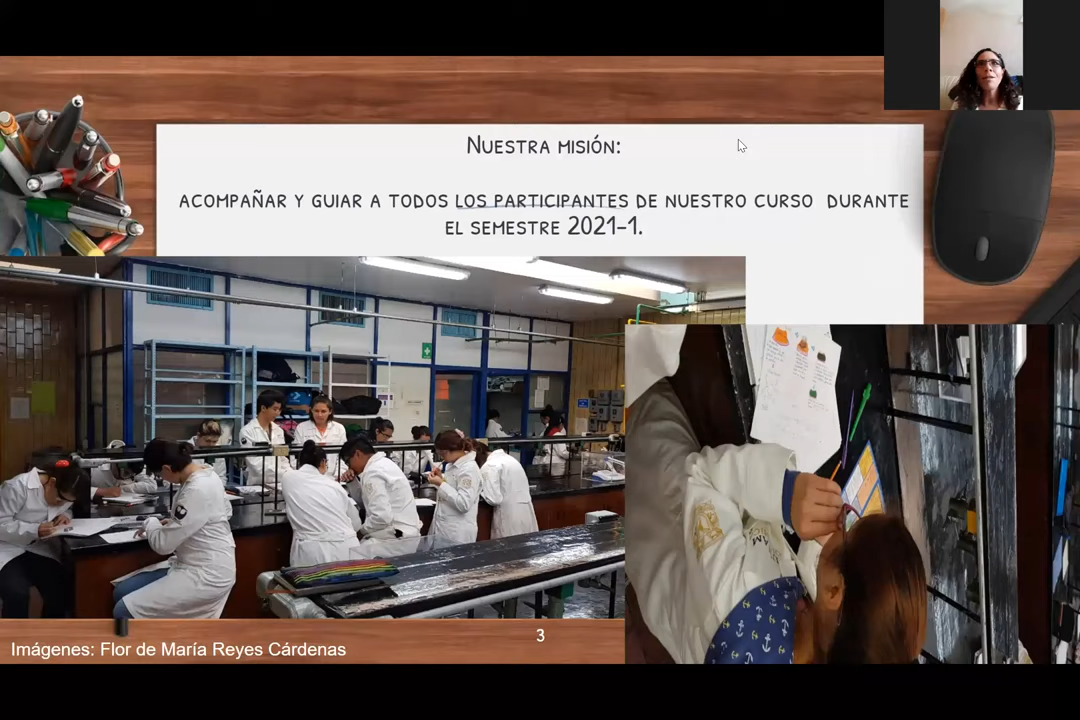 Nuestra misión:
acompañar y guiar a todos los participantes de nuestro curso durante
el semestre 2021-1.
3
Imágenes: Flor de María Reyes Cárdenas